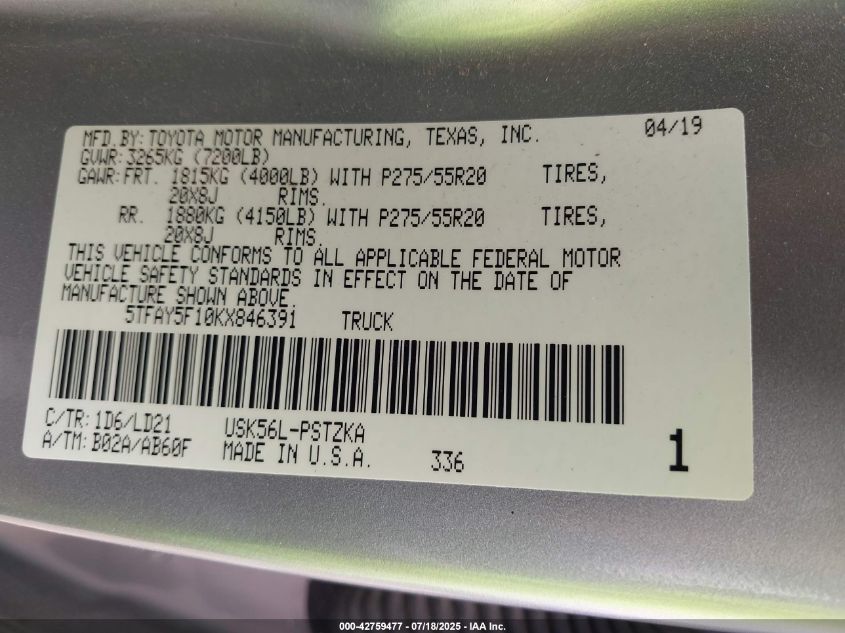 MFD.BY:TOYOTA MOTOR MANUFACTURING, TEXAS, INC. 04/19
GVWR:3265KG (7200LB)
GAWR:FRT. 1815KG (4000LB) WITH P275/55R20 TIRES,
20X8J RIMS.
RR. 1880KG (4150LB) WITH P275/55R20 TIRES,
20X8J RIMS.
THIS VEHICLE CONFORMS TO ALL APPLICABLE FEDERAL MOTOR
VEHICLE SAFETY STANDARDS IN EFFECT ON THE DATE OF
MANUFACTURE SHOWN ABOVE.
5TFAY5F10KX846391 TRUCK
C/TR:1D6/LD21 USK56L-PSTZKA
A/TM:B02A/AB60F MADE IN U.S.A. 336 1
000-42759477 - 07/18/2025 - IAA Inc.